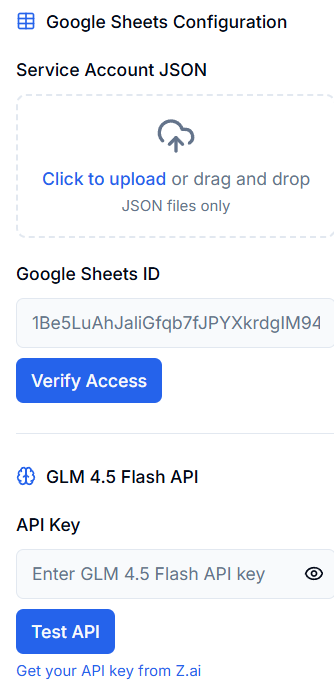 Google Sheets Configuration
Service Account JSON
Click to upload or drag and drop
JSON files only
Google Sheets ID
1Be5LuAhJaliGfqb7fJPYXkrdgIM94
Verify Access
GLM 4.5 Flash API
API Key
Enter GLM 4.5 Flash API key
Test API
Get your API key from Z.ai